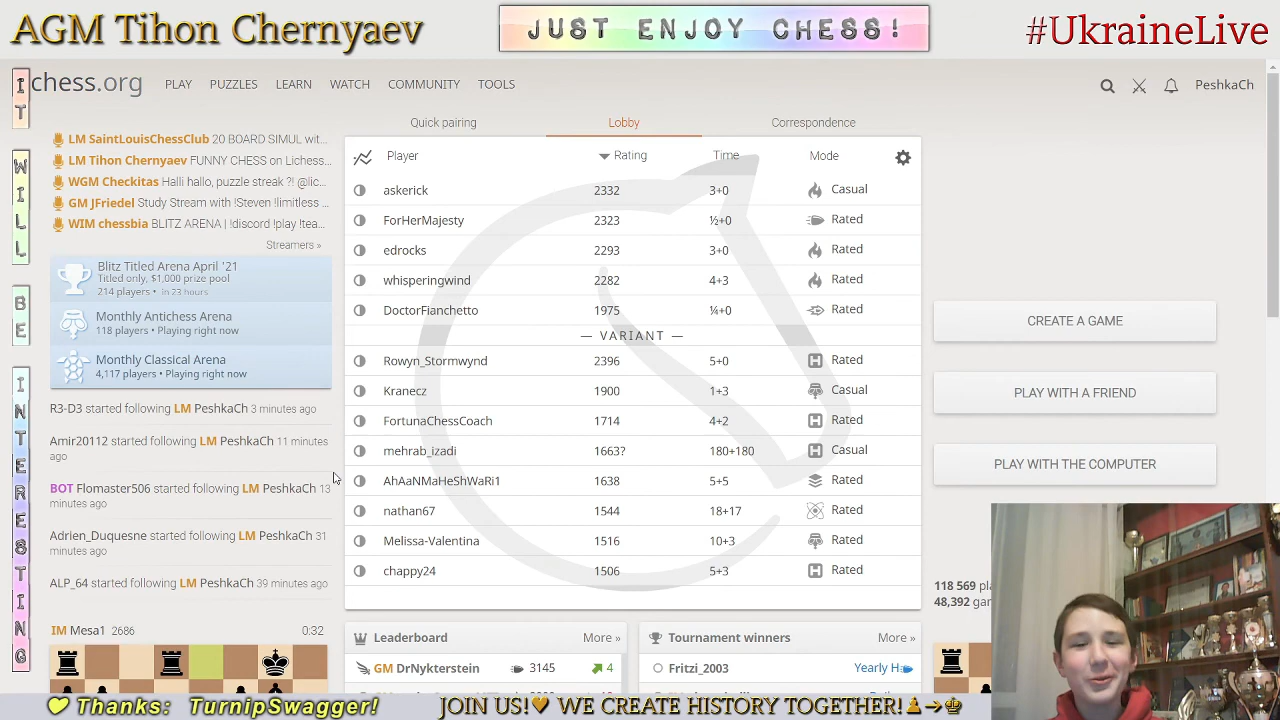 AGM Tihon Chernyaev
JUST ENJOY CHESS!
#UkraineLive
IT WILL BE INTERESTING
chess.org
PLAY PUZZLES LEARN WATCH COMMUNITY TOOLS
PeshkaCh
LM SaintLouisChessClub 20 BOARD SIMUL wit...
LM Tihon Chernyaev FUNNY CHESS on Lichess...
WGM Checkitas Halli hallo, puzzle streak ?! @lic...
GM JFriedel Study Stream with !Steven !limitless ...
WIM chessbia BLITZ ARENA | !discord !play !tea...
Streamers »
Blitz Titled Arena April '21
Titled only, $1,000 prize pool
214 players • in 23 hours
Monthly Antichess Arena
118 players • Playing right now
Monthly Classical Arena
4,117 players • Playing right now
R3-D3 started following LM PeshkaCh 3 minutes ago
Amir20112 started following LM PeshkaCh 11 minutes
ago
BOT Flomaster506 started following LM PeshkaCh 13
minutes ago
Adrien_Duquesne started following LM PeshkaCh 31
minutes ago
ALP_64 started following LM PeshkaCh 39 minutes ago
IM Mesa1 2686 0:32
Quick pairing Lobby Correspondence
Player Rating Time Mode
askerick 2332 3+0 Casual
ForHerMajesty 2323 ½+0 Rated
edrocks 2293 3+0 Rated
whisperingwind 2282 4+3 Rated
DoctorFianchetto 1975 ¼+0 Rated
— VARIANT —
Rowyn_Stormwynd 2396 5+0 Rated
Kranecz 1900 1+3 Casual
FortunaChessCoach 1714 4+2 Rated
mehrab_izadi 1663? 180+180 Casual
AhAaNMaHeShWaRi1 1638 5+5 Rated
nathan67 1544 18+17 Rated
Melissa-Valentina 1516 10+3 Rated
chappy24 1506 5+3 Rated
Leaderboard More »
GM DrNykterstein 3145 4
Tournament winners More »
Fritzi_2003 Yearly H
CREATE A GAME
PLAY WITH A FRIEND
PLAY WITH THE COMPUTER
118 569 pl
48,392 gam
Thanks: TurnipSwagger!
JOIN US! WE CREATE HISTORY TOGETHER!